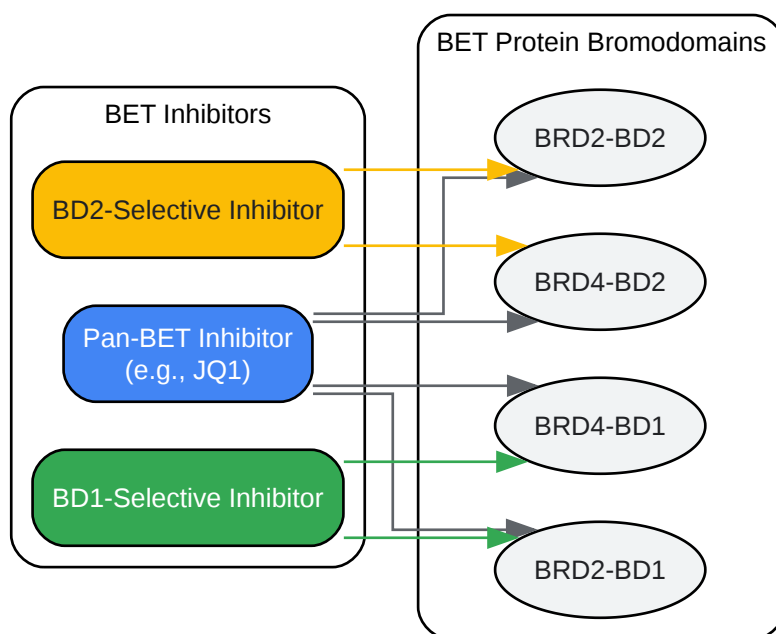 BET Inhibitors
BD2-Selective Inhibitor
Pan-BET Inhibitor
(e.g., JQ1)
BD1-Selective Inhibitor
BET Protein Bromodomains
BRD2-BD2
BRD4-BD2
BRD4-BD1
BRD2-BD1